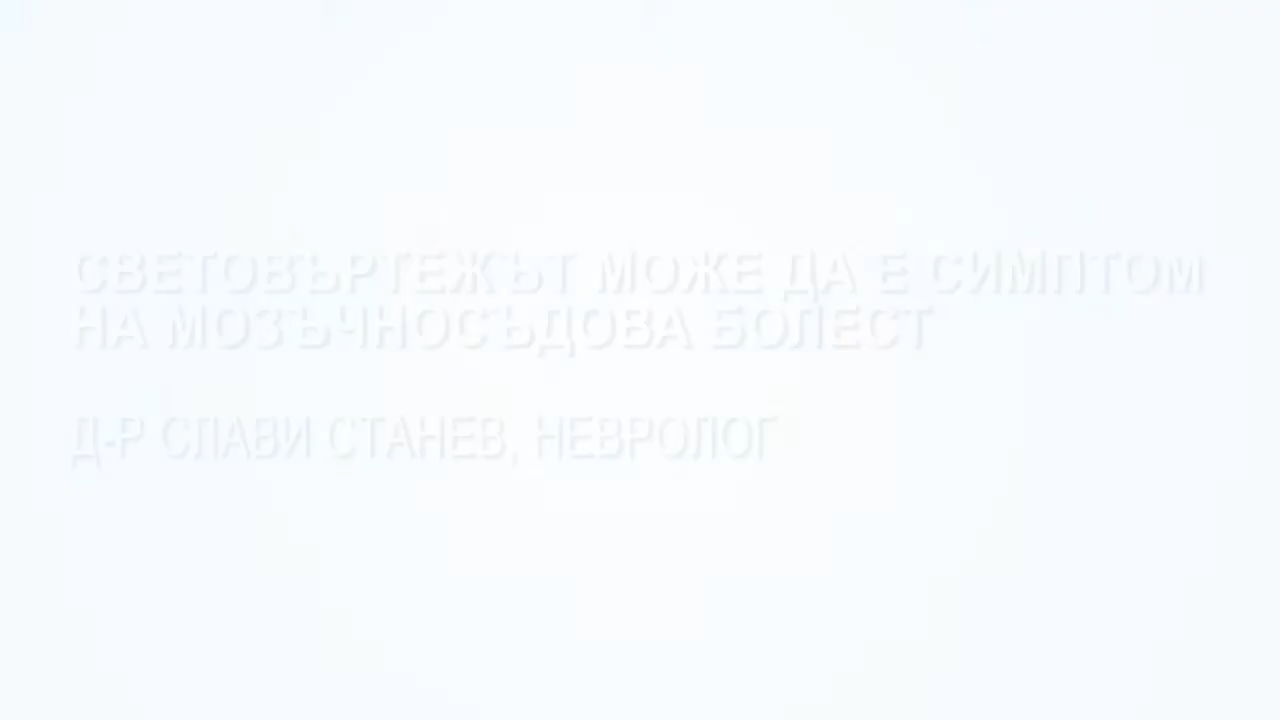 СВЕТОВЪРТЕЖЪТ МОЖЕ ДА Е СИМПТОМ
НА МОЗЪЧНОСЪДОВА БОЛЕСТ
Д-Р СЛАВИ СТАНЕВ, НЕВРОЛОГ